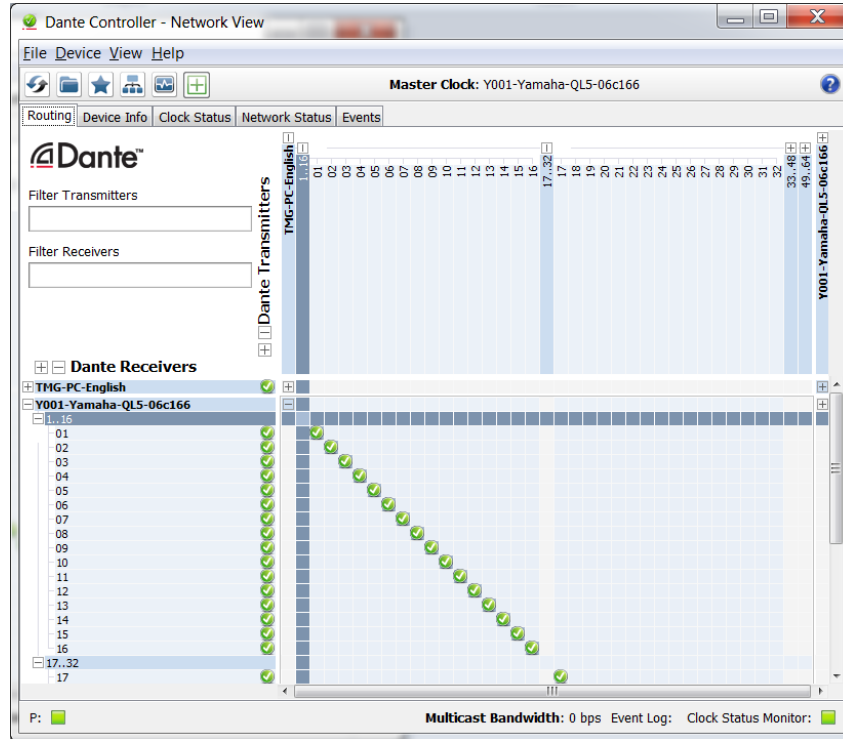 Dante Controller - Network View
File Device View Help
Master Clock: Y001-Yamaha-QL5-06c166
Routing Device Info Clock Status Network Status Events
Dante™
Filter Transmitters
Filter Receivers
Dante Transmitters
TMG-PC-English
1..16
01 02 03 04 05 06 07 08 09 10 11 12 13 14 15 16
17..32
17 18 19 20 21 22 23 24 25 26 27 28 29 30 31 32
33..48
49..64
Y001-Yamaha-QL5-06c166
Dante Receivers
TMG-PC-English
Y001-Yamaha-QL5-06c166
1..16
01
02
03
04
05
06
07
08
09
10
11
12
13
14
15
16
17..32
17
P: Multicast Bandwidth: 0 bps Event Log: Clock Status Monitor: